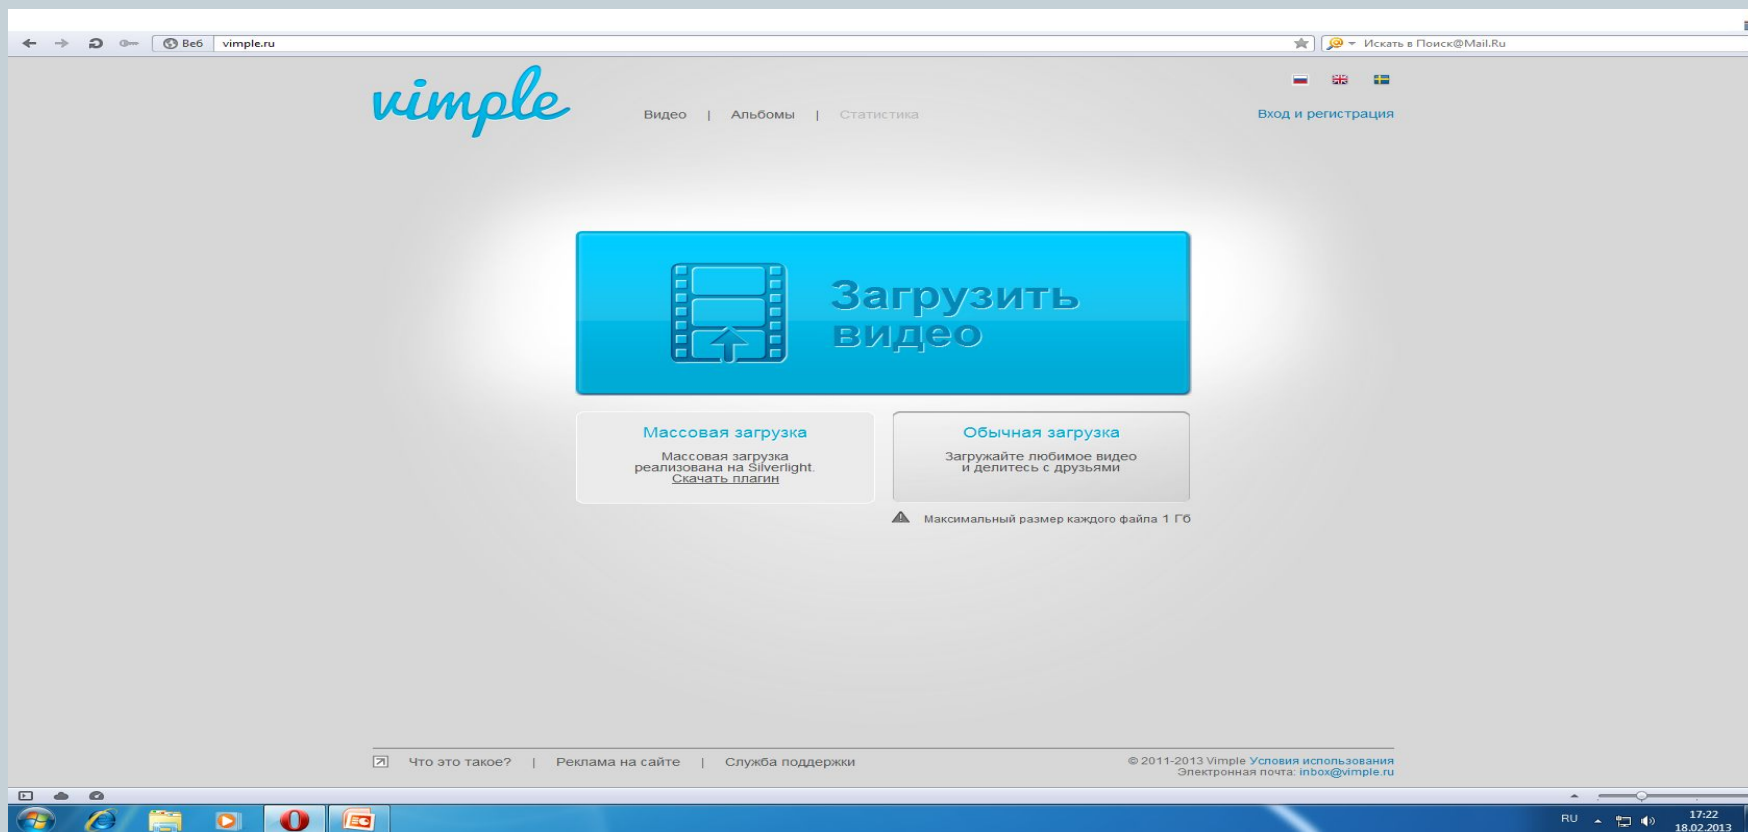 Веб vimple.ru
Искать в Поиск@Mail.Ru
vimple
Видео | Альбомы | Статистика
Вход и регистрация
Загрузить
видео
Массовая загрузка
Массовая загрузка
реализована на Silverlight.
Скачать плагин
Обычная загрузка
Загружайте любимое видео
и делитесь с друзьями
Максимальный размер каждого файла 1 Гб
Что это такое? | Реклама на сайте | Служба поддержки
© 2011-2013 Vimple Условия использования
Электронная почта: inbox@vimple.ru
RU
17:22
18.02.2013